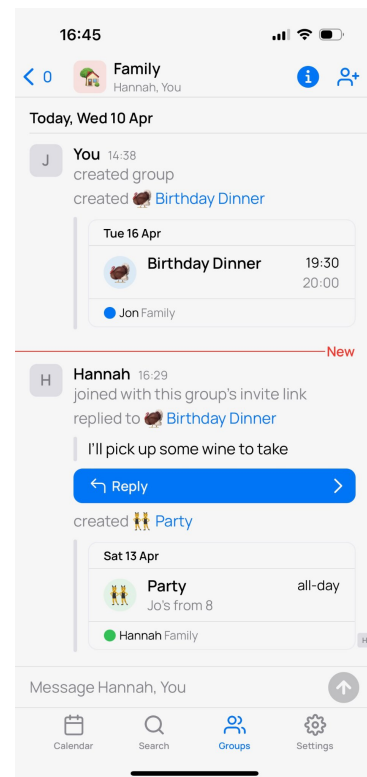 16:45
0
Family
Hannah, You
Today, Wed 10 Apr
J
You 14:38
created group
created Birthday Dinner
Tue 16 Apr
Birthday Dinner 19:30
20:00
Jon Family
New
H
Hannah 16:29
joined with this group's invite link
replied to Birthday Dinner
I'll pick up some wine to take
Reply
created Party
Sat 13 Apr
Party all-day
Jo's from 8
Hannah Family
H
Message Hannah, You
Calendar Search Groups Settings